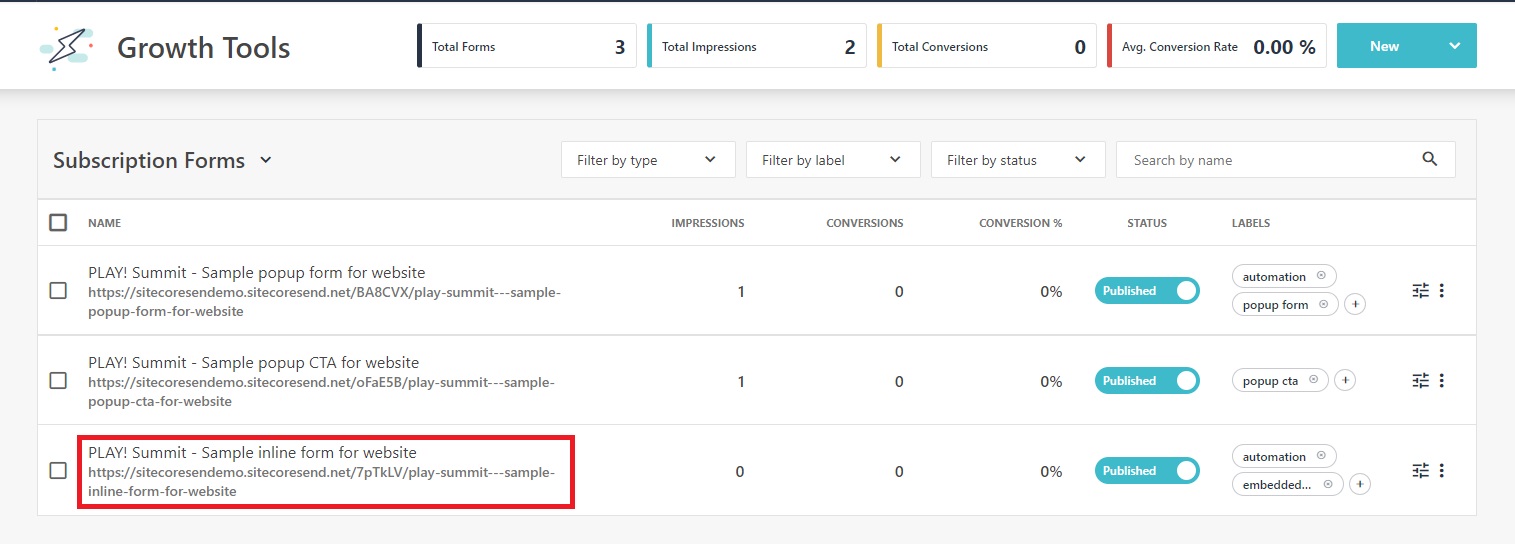 Growth Tools
Total Forms 3
Total Impressions 2
Total Conversions 0
Avg. Conversion Rate 0.00 %
New
Subscription Forms
Filter by type
Filter by label
Filter by status
Search by name
NAME IMPRESSIONS CONVERSIONS CONVERSION % STATUS LABELS
PLAY! Summit - Sample popup form for website
https://sitecoresendemo.sitecoresend.net/BA8CVX/play-summit---sample-
popup-form-for-website
1 0 0% Published
automation
popup form
PLAY! Summit - Sample popup CTA for website
https://sitecoresendemo.sitecoresend.net/oFaE5B/play-summit---sample-
popup-cta-for-website
1 0 0% Published
popup cta
PLAY! Summit - Sample inline form for website
https://sitecoresendemo.sitecoresend.net/7pTkLV/play-summit---sample-
inline-form-for-website
0 0 0% Published
automation
embedded...